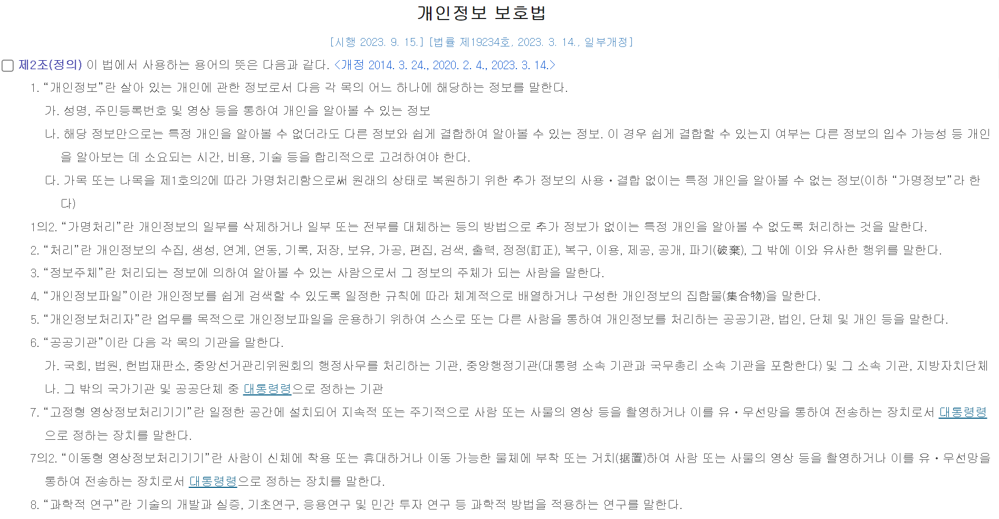 개인정보 보호법
[시행 2023. 9. 15.] [법률 제19234호, 2023. 3. 14., 일부개정]
제2조(정의) 이 법에서 사용하는 용어의 뜻은 다음과 같다. <개정 2014. 3. 24., 2020. 2. 4., 2023. 3. 14.>
1. “개인정보”란 살아 있는 개인에 관한 정보로서 다음 각 목의 어느 하나에 해당하는 정보를 말한다.
가. 성명, 주민등록번호 및 영상 등을 통하여 개인을 알아볼 수 있는 정보
나. 해당 정보만으로는 특정 개인을 알아볼 수 없더라도 다른 정보와 쉽게 결합하여 알아볼 수 있는 정보. 이 경우 쉽게 결합할 수 있는지 여부는 다른 정보의 입수 가능성 등 개인
을 알아보는 데 소요되는 시간, 비용, 기술 등을 합리적으로 고려하여야 한다.
다. 가목 또는 나목을 제1호의2에 따라 가명처리함으로써 원래의 상태로 복원하기 위한 추가 정보의 사용ㆍ결합 없이는 특정 개인을 알아볼 수 없는 정보(이하 “가명정보”라 한
다)
1의2. “가명처리”란 개인정보의 일부를 삭제하거나 일부 또는 전부를 대체하는 등의 방법으로 추가 정보가 없이는 특정 개인을 알아볼 수 없도록 처리하는 것을 말한다.
2. “처리”란 개인정보의 수집, 생성, 연계, 연동, 기록, 저장, 보유, 가공, 편집, 검색, 출력, 정정(訂正), 복구, 이용, 제공, 공개, 파기(破棄), 그 밖에 이와 유사한 행위를 말한다.
3. “정보주체”란 처리되는 정보에 의하여 알아볼 수 있는 사람으로서 그 정보의 주체가 되는 사람을 말한다.
4. “개인정보파일”이란 개인정보를 쉽게 검색할 수 있도록 일정한 규칙에 따라 체계적으로 배열하거나 구성한 개인정보의 집합물(集合物)을 말한다.
5. “개인정보처리자”란 업무를 목적으로 개인정보파일을 운용하기 위하여 스스로 또는 다른 사람을 통하여 개인정보를 처리하는 공공기관, 법인, 단체 및 개인 등을 말한다.
6. “공공기관”이란 다음 각 목의 기관을 말한다.
가. 국회, 법원, 헌법재판소, 중앙선거관리위원회의 행정사무를 처리하는 기관, 중앙행정기관(대통령 소속 기관과 국무총리 소속 기관을 포함한다) 및 그 소속 기관, 지방자치단체
나. 그 밖의 국가기관 및 공공단체 중 대통령령으로 정하는 기관
7. “고정형 영상정보처리기기”란 일정한 공간에 설치되어 지속적 또는 주기적으로 사람 또는 사물의 영상 등을 촬영하거나 이를 유ㆍ무선망을 통하여 전송하는 장치로서 대통령령
으로 정하는 장치를 말한다.
7의2. “이동형 영상정보처리기기”란 사람이 신체에 착용 또는 휴대하거나 이동 가능한 물체에 부착 또는 거치(据置)하여 사람 또는 사물의 영상 등을 촬영하거나 이를 유ㆍ무선망을
통하여 전송하는 장치로서 대통령령으로 정하는 장치를 말한다.
8. “과학적 연구”란 기술의 개발과 실증, 기초연구, 응용연구 및 민간 투자 연구 등 과학적 방법을 적용하는 연구를 말한다.